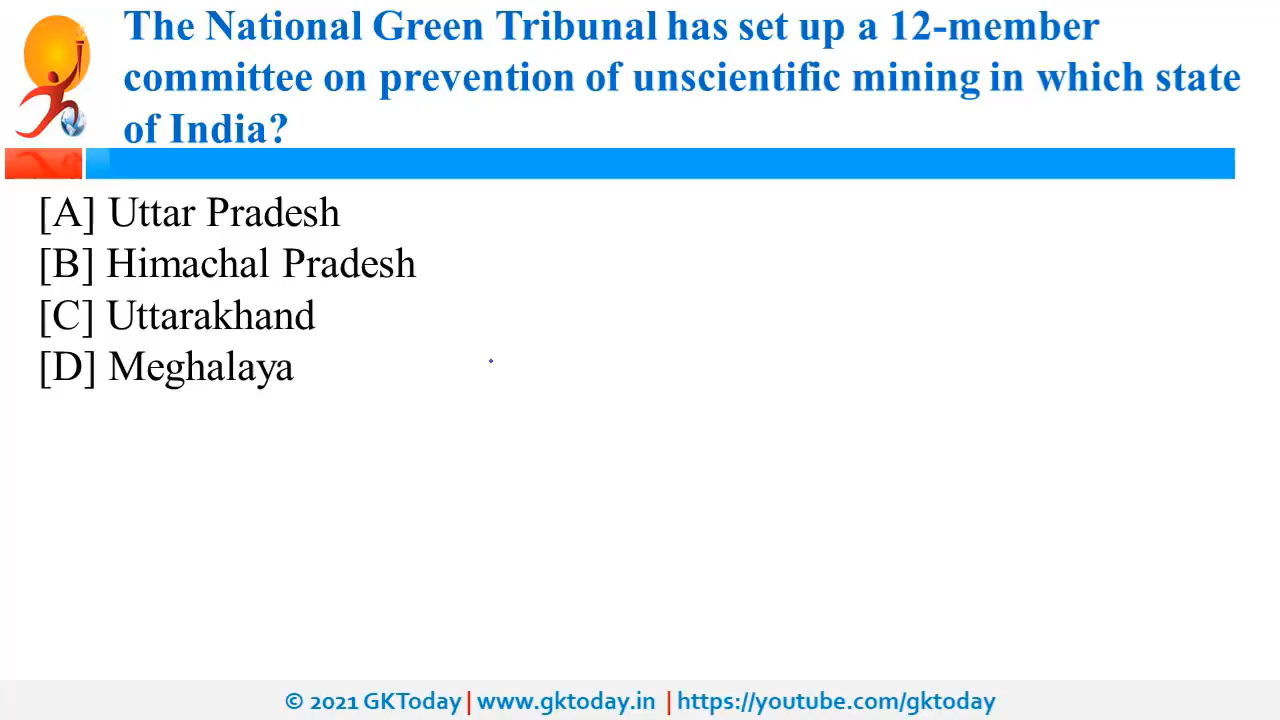 The National Green Tribunal has set up a 12-member
committee on prevention of unscientific mining in which state
of India?
[A] Uttar Pradesh
[B] Himachal Pradesh
[C] Uttarakhand
[D] Meghalaya
© 2021 GKToday | www.gktoday.in | https://youtube.com/gktoday